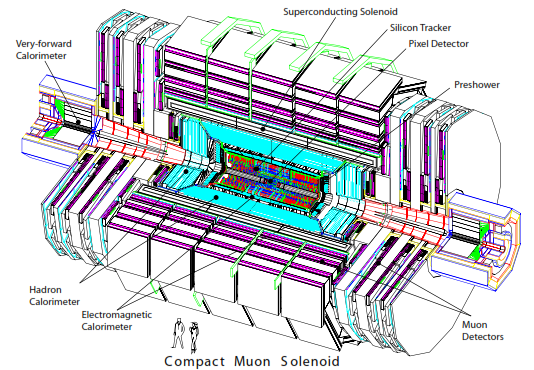 Superconducting Solenoid
Silicon Tracker
Pixel Detector
Very-forward
Calorimeter
Preshower
Hadron
Calorimeter
Electromagnetic
Calorimeter
Muon
Detectors
Compact Muon Solenoid